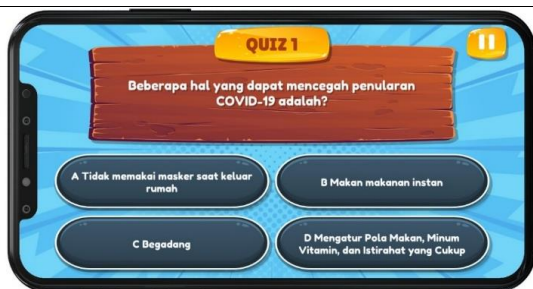 QUIZ 1
Beberapa hal yang dapat mencegah penularan
COVID-19 adalah?
A Tidak memakai masker saat keluar
rumah
B Makan makanan instan
C Begadang
D Mengatur Pola Makan, Minum
Vitamin, dan Istirahat yang Cukup